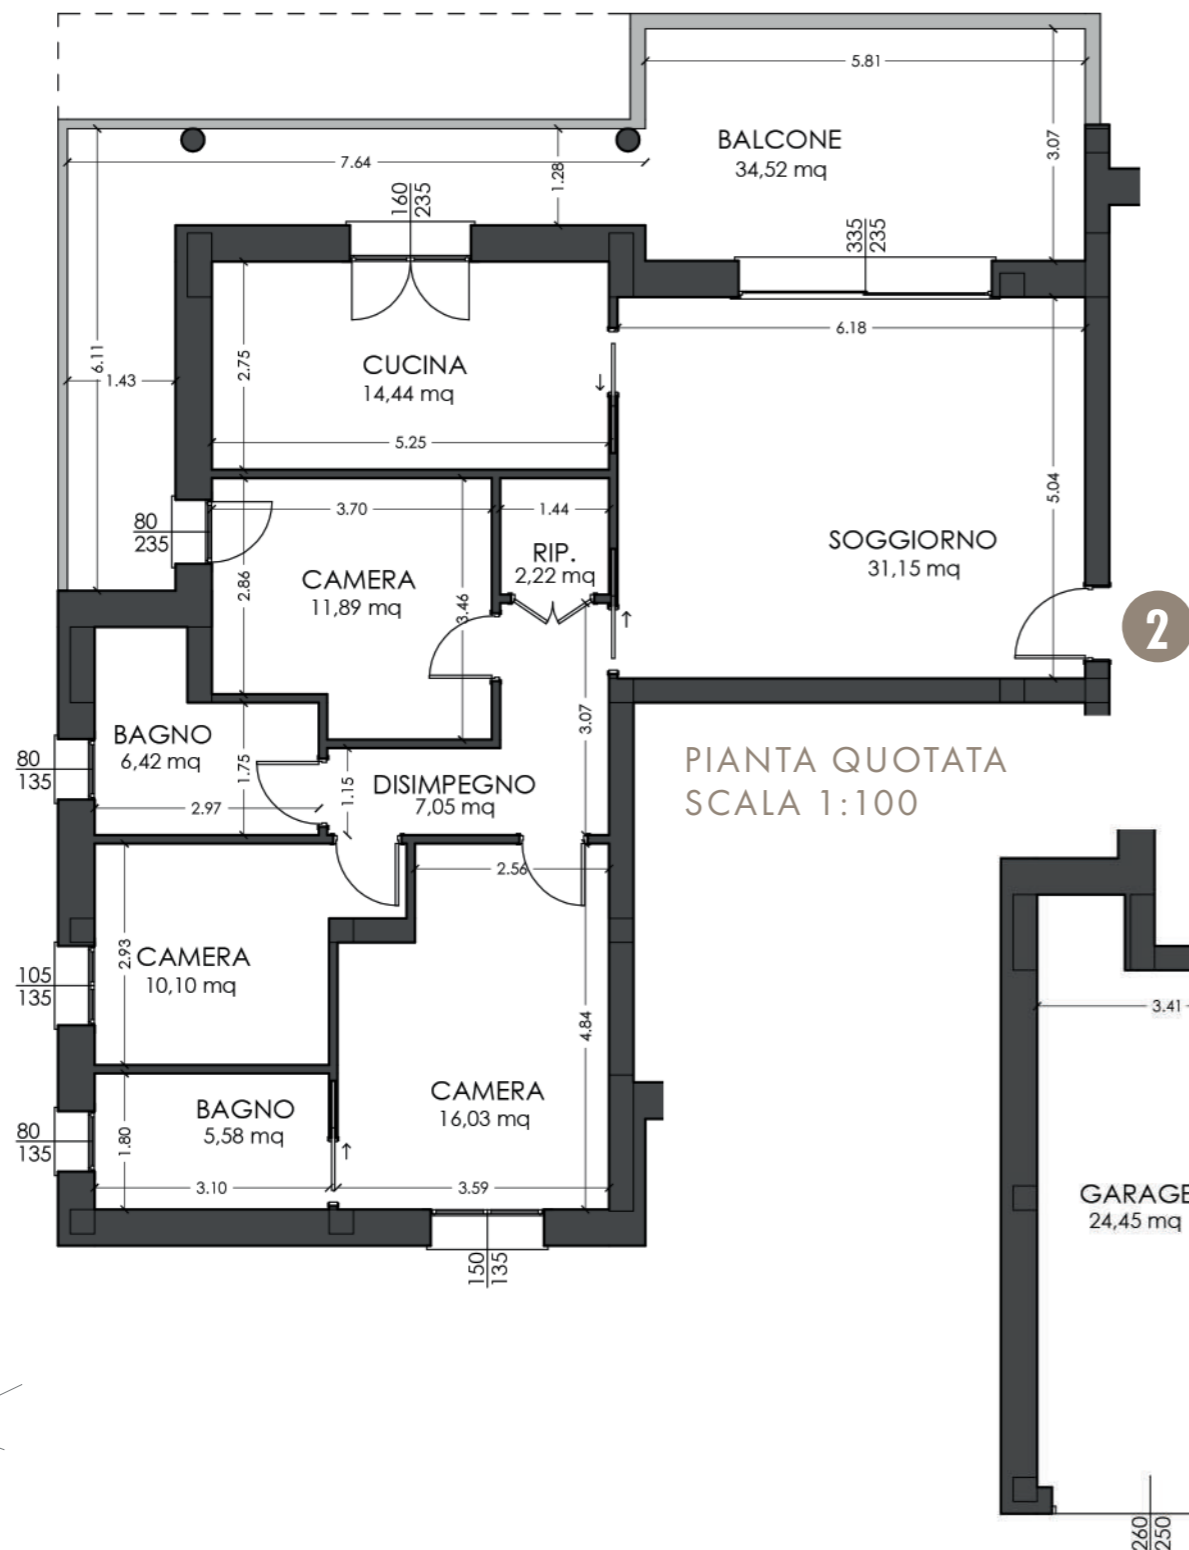 5.81
BALCONE
34,52 mq
3.07
7.64
1.28
160
235
335
235
6.18
6.11
1.43
2.75
CUCINA
14,44 mq
5.25
5.04
3.70
1.44
80
235
RIP.
2,22 mq
SOGGIORNO
31,15 mq
CAMERA
11,89 mq
2.86
3.46
2
3.07
BAGNO
6,42 mq
80
135
1.75
2.97
1.15
DISIMPEGNO
7,05 mq
PIANTA QUOTATA
SCALA 1:100
2.56
CAMERA
10,10 mq
2.93
105
135
4.84
3.41
CAMERA
16,03 mq
BAGNO
5,58 mq
80
135
1.80
3.10
3.59
GARAGE
24,45 mq
150
135
260
250